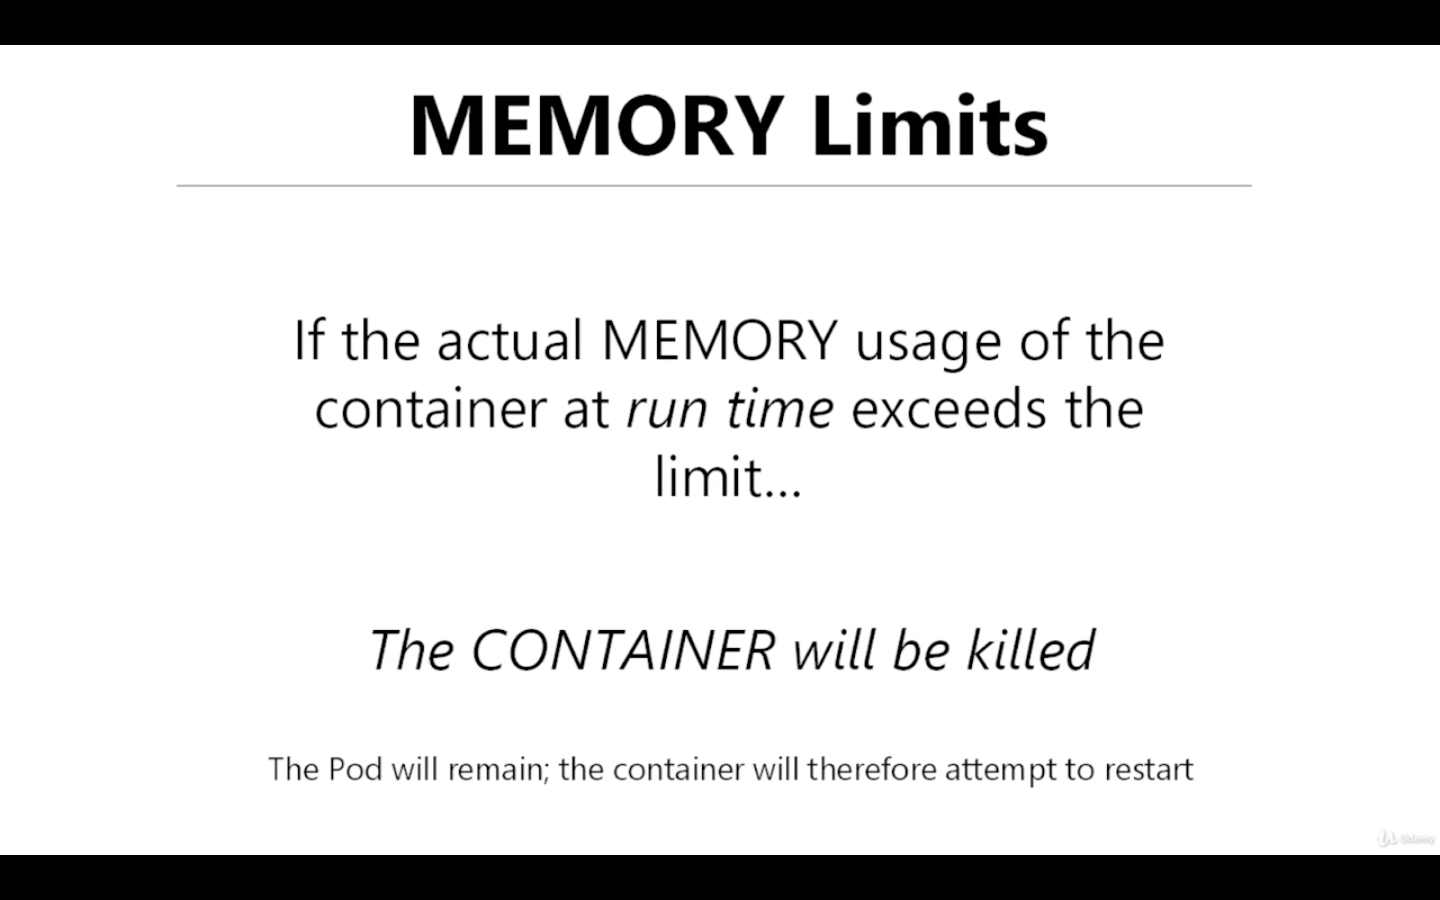 MEMORY Limits
If the actual MEMORY usage of the
container at run time exceeds the
limit...
The CONTAINER will be killed
The Pod will remain; the container will therefore attempt to restart
Udemy